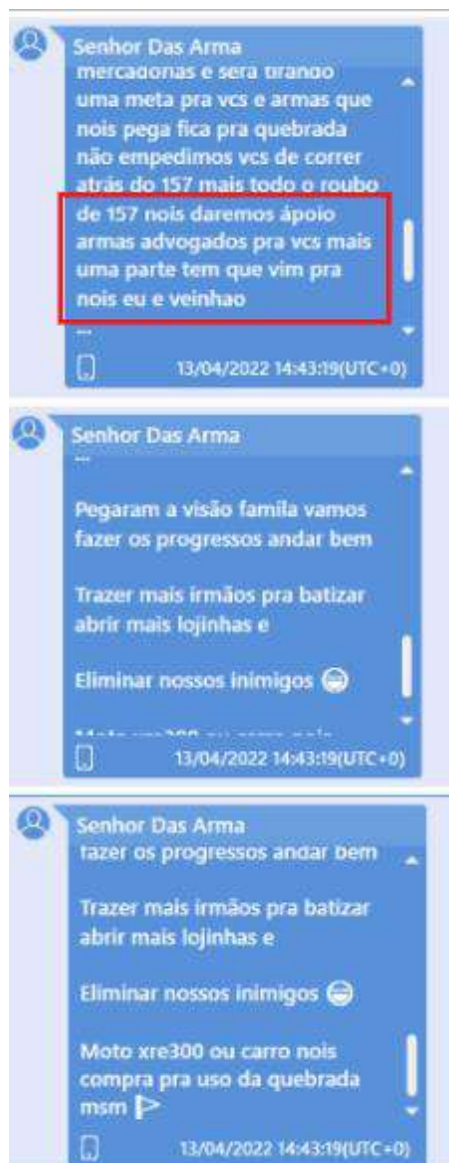 Senhor Das Arma
mercadorias e sera tirando
uma meta pra vcs e armas que
nois pega fica pra quebrada
não empedimos vcs de correr
atrás do 157 mais todo o roubo
de 157 nois daremos ápoio
armas advogados pra vcs mais
uma parte tem que vim pra
nois eu e veinhao
...
13/04/2022 14:43:19(UTC+0)
Senhor Das Arma
...
Pegaram a visão famila vamos
fazer os progressos andar bem
Trazer mais irmãos pra batizar
abrir mais lojinhas e
Eliminar nossos inimigos 😁
13/04/2022 14:43:19(UTC+0)
Senhor Das Arma
fazer os progressos andar bem
Trazer mais irmãos pra batizar
abrir mais lojinhas e
Eliminar nossos inimigos 😁
Moto xre300 ou carro nois
compra pra uso da quebrada
msm
13/04/2022 14:43:19(UTC+0)